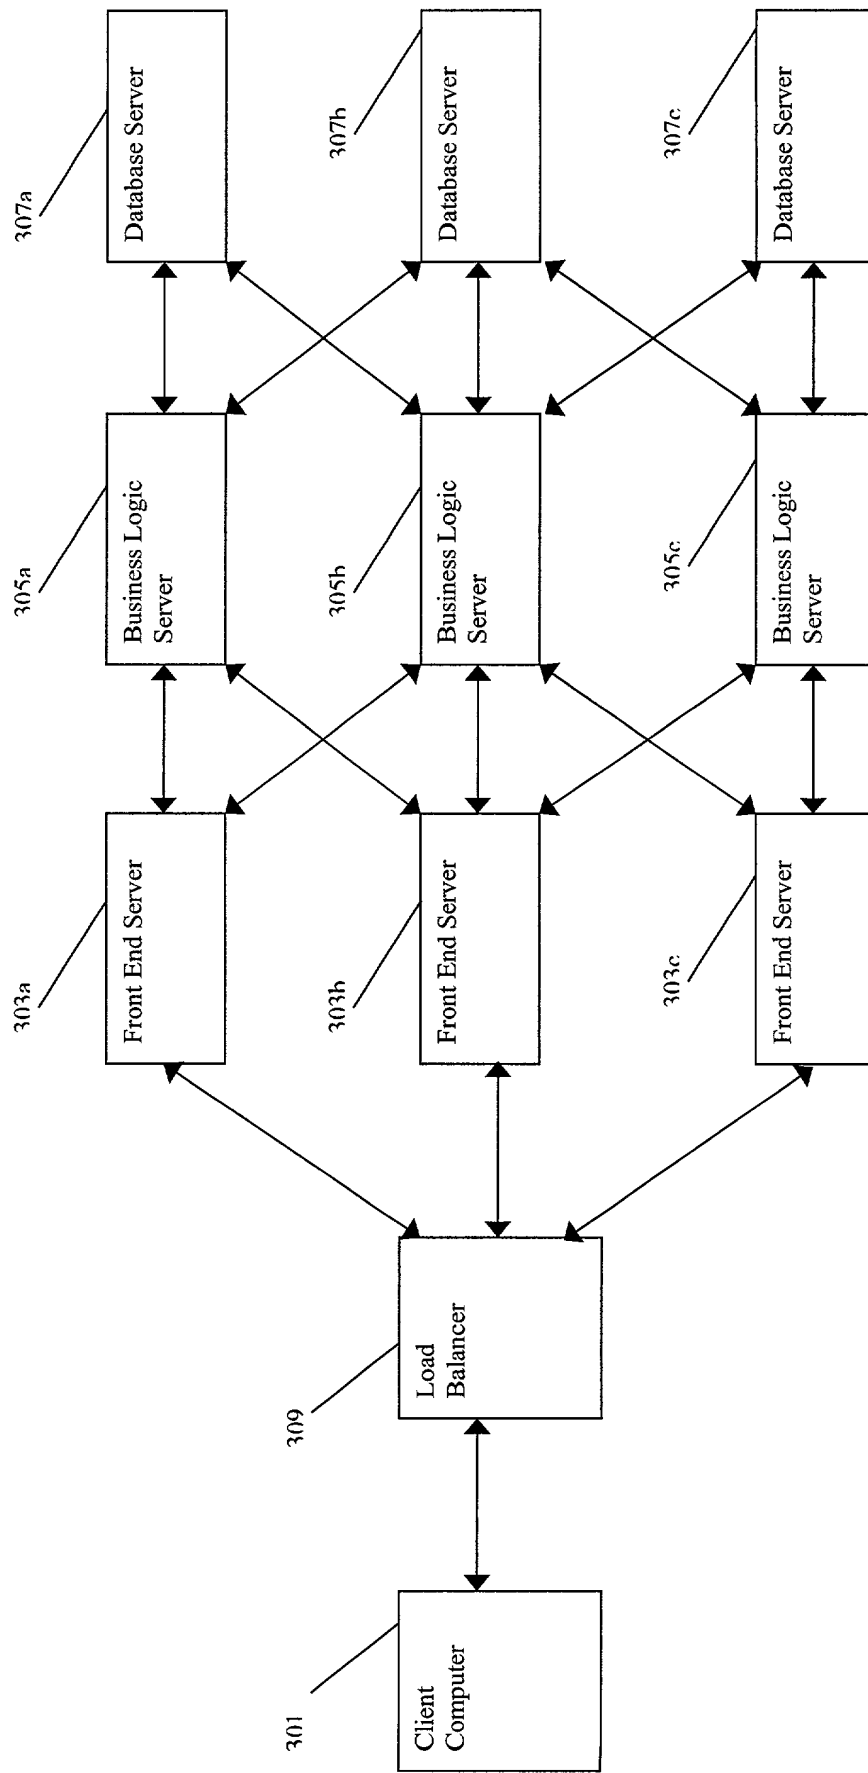 307a
Database Server
307b
Database Server
307c
Database Server
305a
Business Logic
Server
305b
Business Logic
Server
305c
Business Logic
Server
303a
Front End Server
303b
Front End Server
303c
Front End Server
309
Load
Balancer
301
Client
Computer